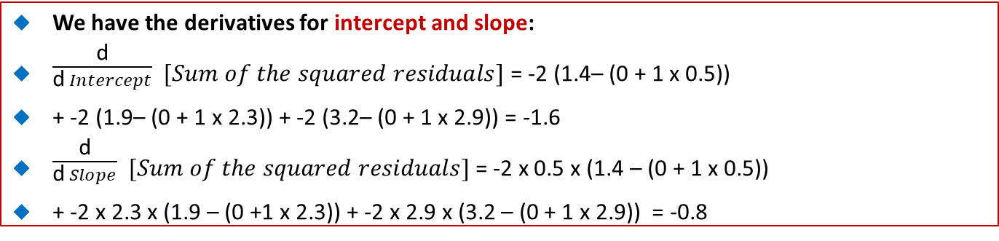 ◆ We have the derivatives for intercept and slope:
◆ d/d Intercept [Sum of the squared residuals] = -2 (1.4– (0 + 1 x 0.5))
◆ + -2 (1.9– (0 + 1 x 2.3)) + -2 (3.2– (0 + 1 x 2.9)) = -1.6
◆ d/d Slope [Sum of the squared residuals] = -2 x 0.5 x (1.4 – (0 + 1 x 0.5))
◆ + -2 x 2.3 x (1.9 – (0 +1 x 2.3)) + -2 x 2.9 x (3.2 – (0 + 1 x 2.9)) = -0.8